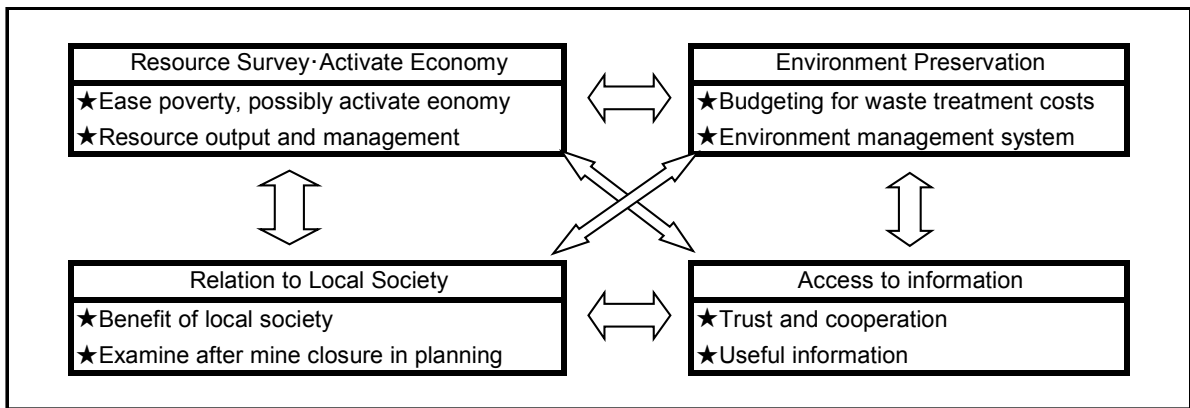 Resource Survey･Activate Economy
★Ease poverty, possibly activate eonomy
★Resource output and management
Environment Preservation
★Budgeting for waste treatment costs
★Environment management system
Relation to Local Society
★Benefit of local society
★Examine after mine closure in planning
Access to information
★Trust and cooperation
★Useful information